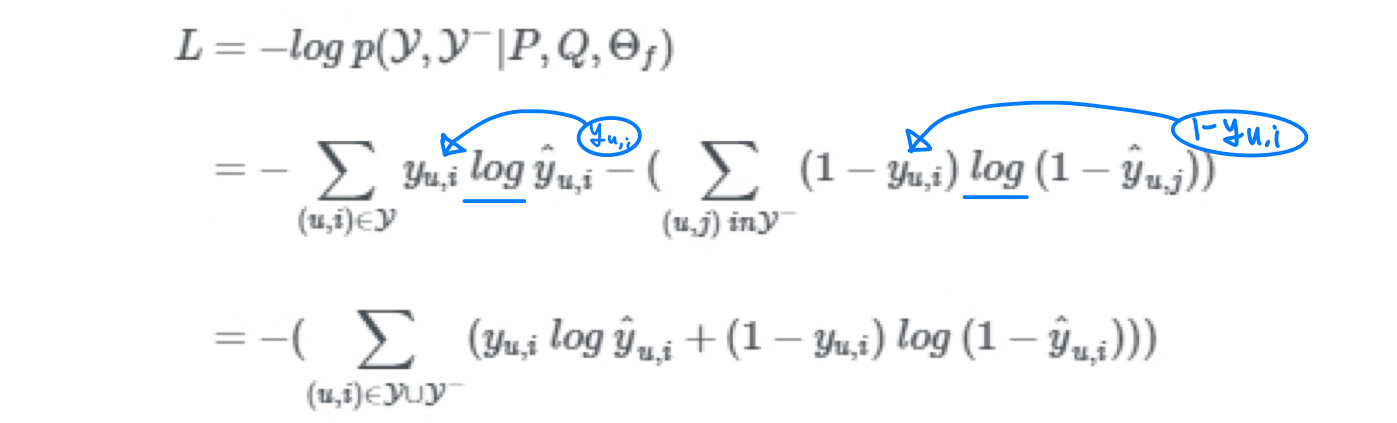 L = −log p(𝒴, 𝒴⁻|P, Q, Θ_f)
y_{u,i} 1-y_{u,i}
= − ∑_{(u,i)∈𝒴} y_{u,i} log ŷ_{u,i} − ( ∑_{(u,j) in𝒴⁻} (1 − y_{u,i}) log (1 − ŷ_{u,j}))
= −( ∑_{(u,i)∈𝒴∪𝒴⁻} (y_{u,i} log ŷ_{u,i} + (1 − y_{u,i}) log (1 − ŷ_{u,i})))